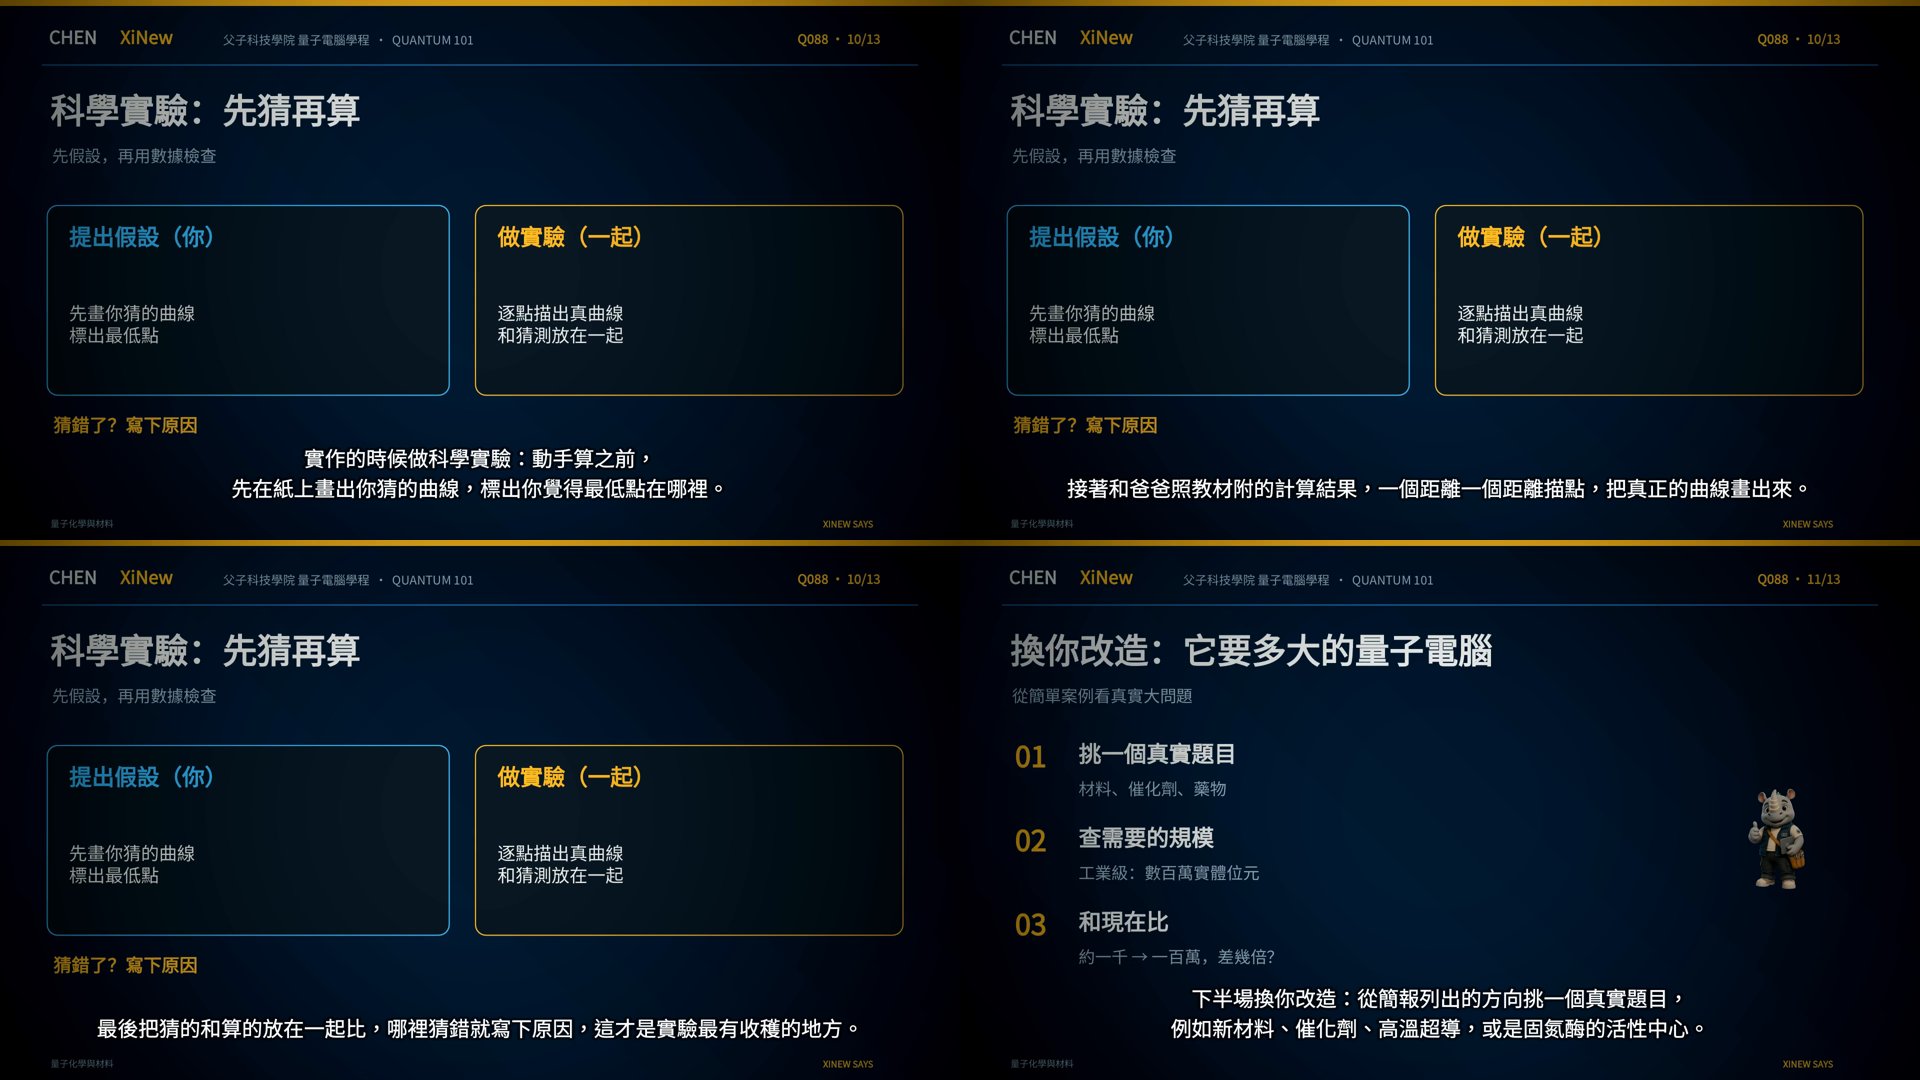 CHEN XiNew 父子科技學院 量子電腦學程 · QUANTUM 101 Q088 · 10/13
科學實驗：先猜再算
先假設，再用數據檢查
提出假設（你）
先畫你猜的曲線
標出最低點
做實驗（一起）
逐點描出真曲線
和猜測放在一起
猜錯了？寫下原因
實作的時候做科學實驗：動手算之前，
先在紙上畫出你猜的曲線，標出你覺得最低點在哪裡。
量子化學與材料 XINEW SAYS
CHEN XiNew 父子科技學院 量子電腦學程 · QUANTUM 101 Q088 · 10/13
科學實驗：先猜再算
先假設，再用數據檢查
提出假設（你）
先畫你猜的曲線
標出最低點
做實驗（一起）
逐點描出真曲線
和猜測放在一起
猜錯了？寫下原因
接著和爸爸照教材附的計算結果，一個距離一個距離描點，把真正的曲線畫出來。
量子化學與材料 XINEW SAYS
CHEN XiNew 父子科技學院 量子電腦學程 · QUANTUM 101 Q088 · 10/13
科學實驗：先猜再算
先假設，再用數據檢查
提出假設（你）
先畫你猜的曲線
標出最低點
做實驗（一起）
逐點描出真曲線
和猜測放在一起
猜錯了？寫下原因
最後把猜的和算的放在一起比，哪裡猜錯就寫下原因，這才是實驗最有收穫的地方。
量子化學與材料 XINEW SAYS
CHEN XiNew 父子科技學院 量子電腦學程 · QUANTUM 101 Q088 · 11/13
換你改造：它要多大的量子電腦
從簡單案例看真實大問題
01 挑一個真實題目
材料、催化劑、藥物
02 查需要的規模
工業級：數百萬實體位元
03 和現在比
約一千 → 一百萬，差幾倍？
下半場換你改造：從簡報列出的方向挑一個真實題目，
例如新材料、催化劑、高溫超導，或是固氮酶的活性中心。
量子化學與材料 XINEW SAYS